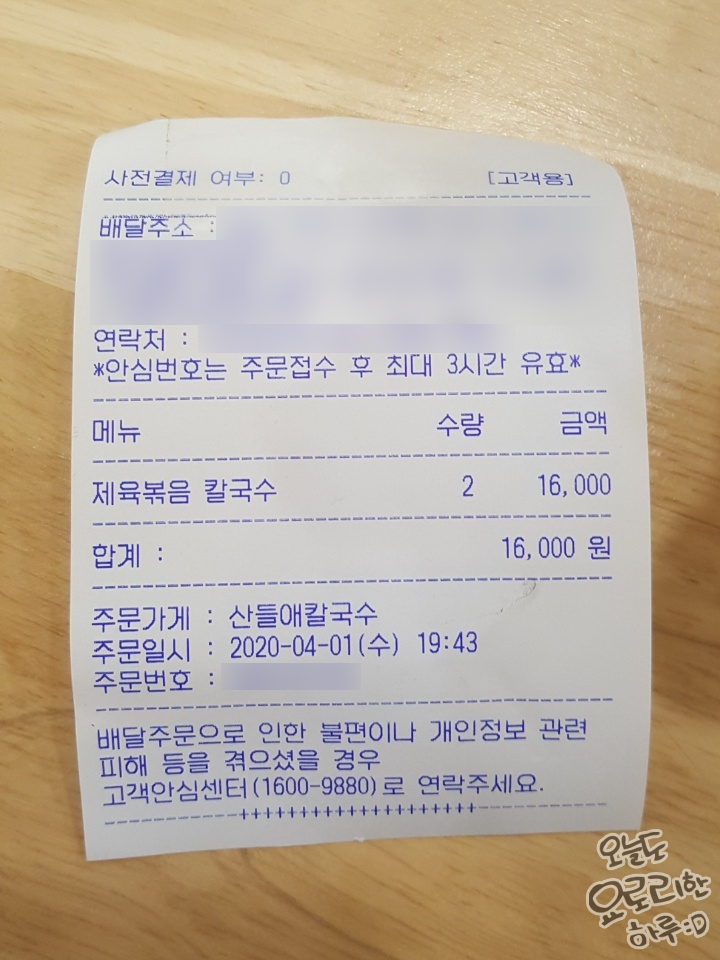 사전결제 여부: O [고객용]
배달주소 :
연락처 :
*안심번호는 주문접수 후 최대 3시간 유효*
메뉴 수량 금액
제육볶음 칼국수 2 16,000
합계 : 16,000 원
주문가게 : 산들애칼국수
주문일시 : 2020-04-01(수) 19:43
주문번호 :
배달주문으로 인한 불편이나 개인정보 관련
피해 등을 겪으셨을 경우
고객안심센터(1600-9880)로 연락주세요.
오늘도
요로리한
하루:D